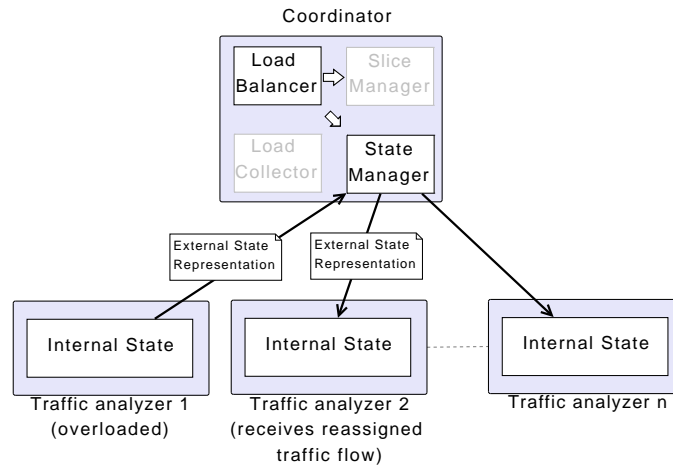 Coordinator
Load
Balancer
Slice
Manager
Load
Collector
State
Manager
External State
Representation
External State
Representation
Internal State
Internal State
Internal State
Traffic analyzer 1
(overloaded)
Traffic analyzer 2
(receives reassigned
traffic flow)
Traffic analyzer n